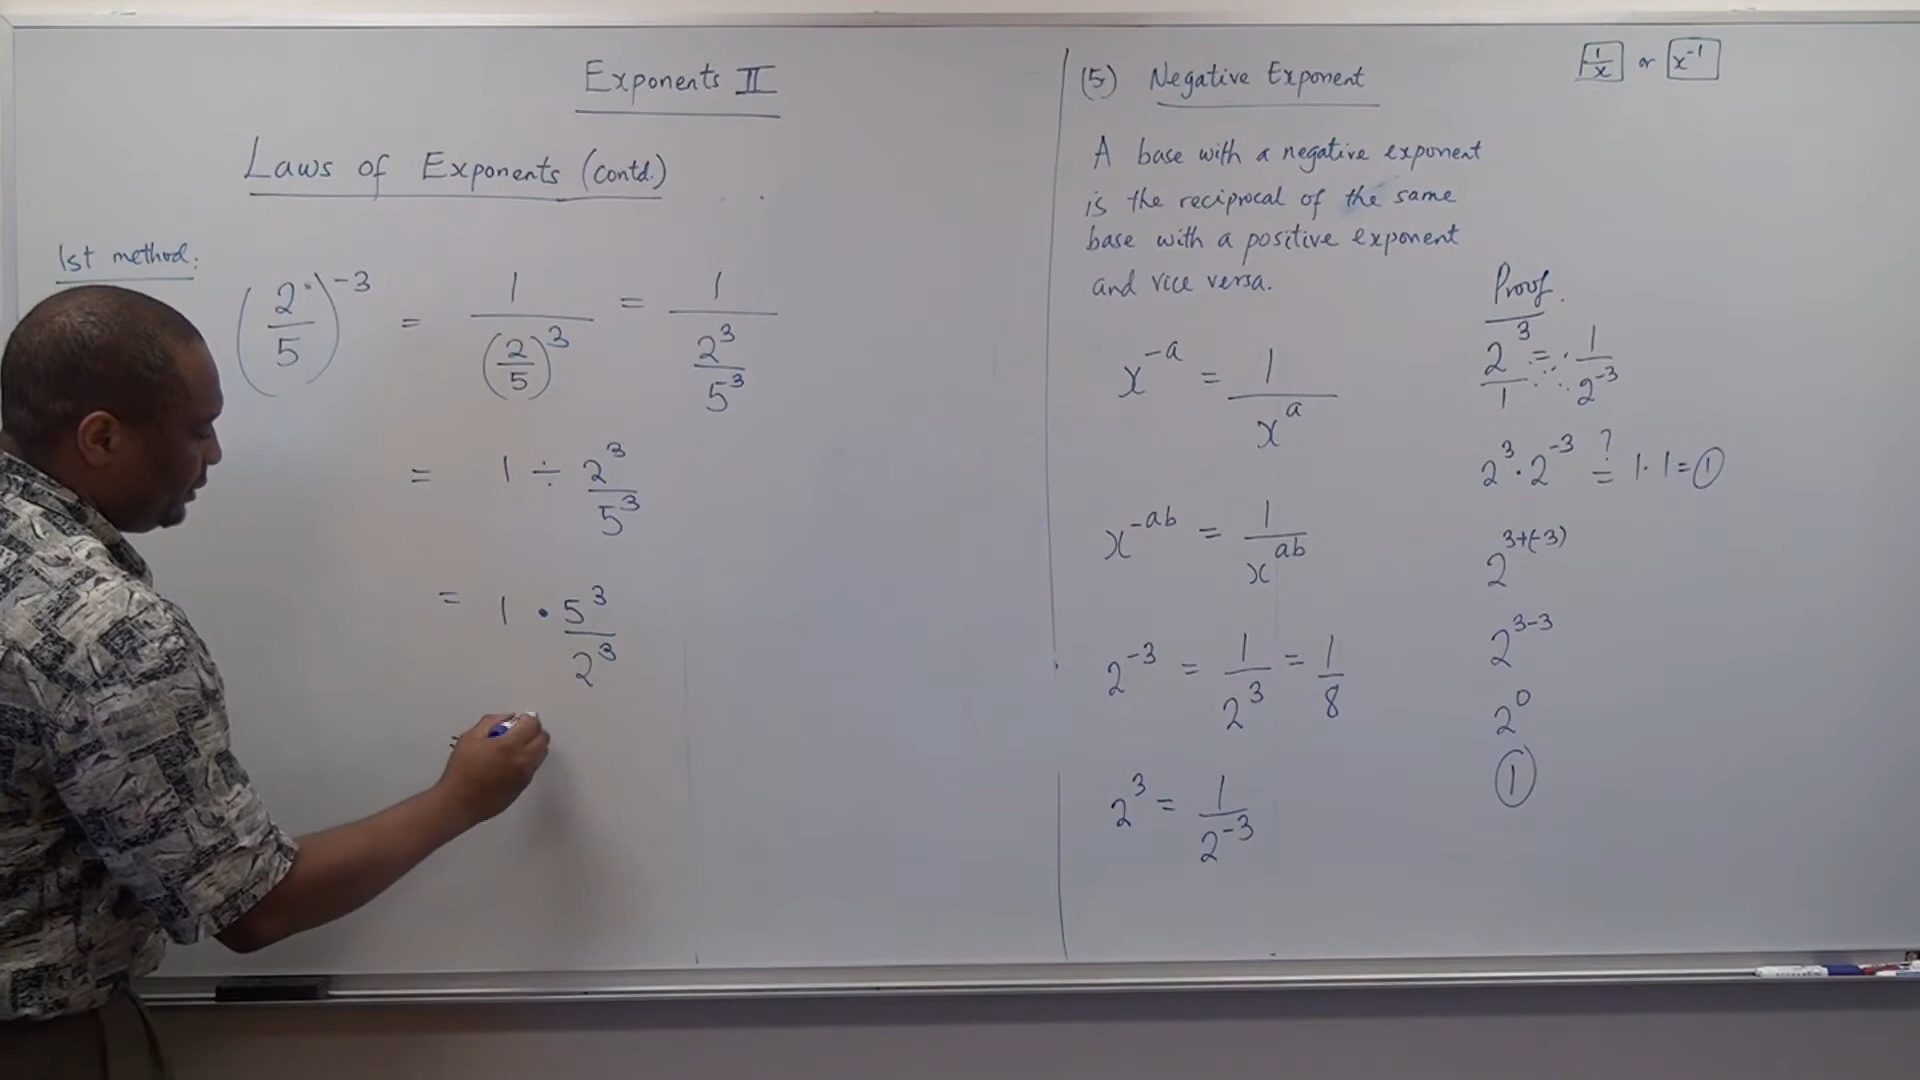 Exponents II
Laws of Exponents (contd.)
1st method:
(2/5)^-3 = 1/(2/5)^3 = 1/(2^3/5^3)
= 1 ÷ 2^3/5^3
= 1 • 5^3/2^3
=
(5) Negative Exponent
1/x or x^-1
A base with a negative exponent
is the reciprocal of the same
base with a positive exponent
and vice versa.
x^-a = 1/x^a
x^-ab = 1/x^ab
2^-3 = 1/2^3 = 1/8
2^3 = 1/2^-3
Proof.
2^3/1 = 1/2^-3
2^3 · 2^-3 ?= 1 · 1 = 1
2^3+(-3)
2^3-3
2^0
1